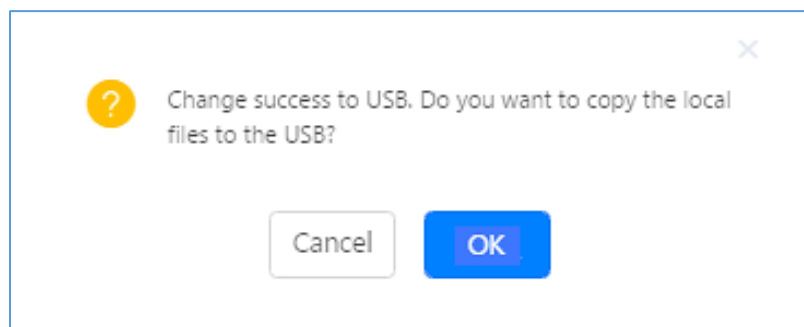 ?
Change success to USB. Do you want to copy the local
files to the USB?
Cancel
OK